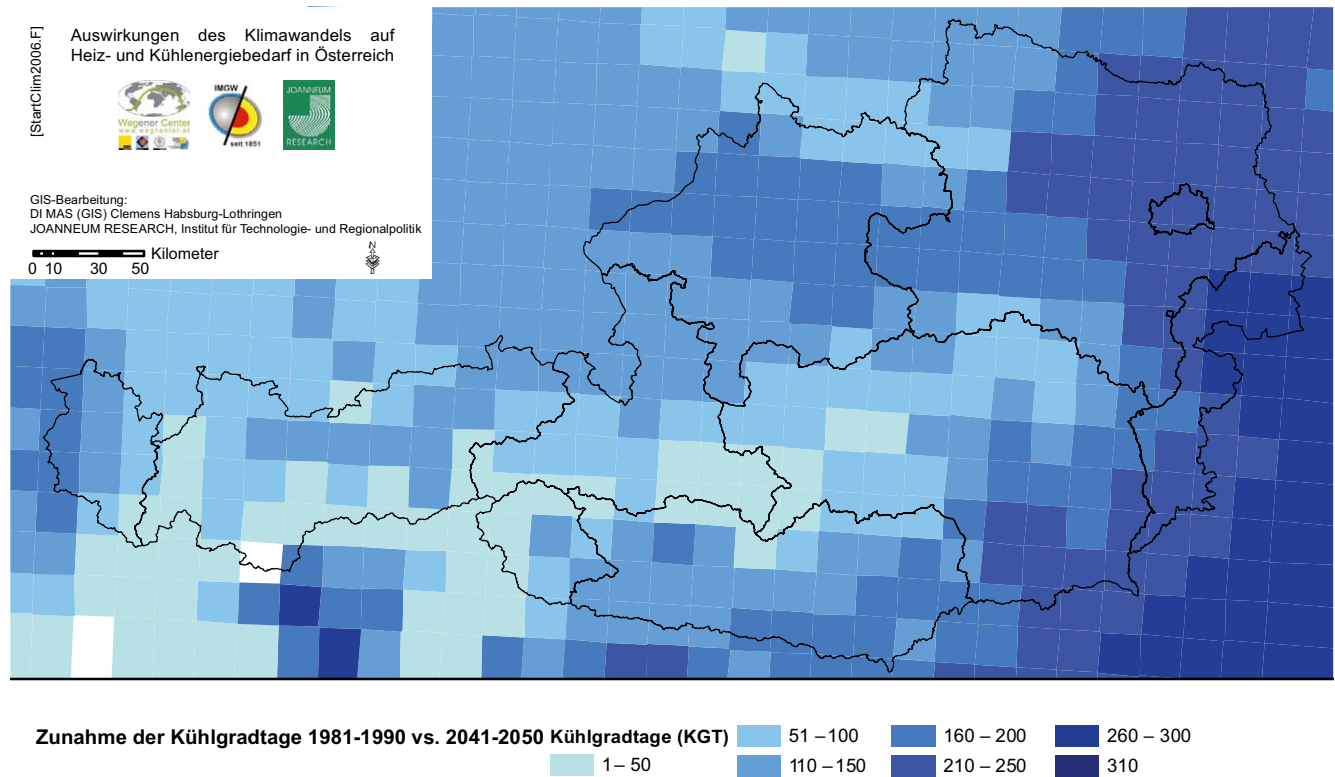 [StartClim2006.F]
Auswirkungen des Klimawandels auf
Heiz- und Kühlenergiebedarf in Österreich
Wegener Center
www.wegcenter.at
IMGW
seit 1851
JOANNEUM
RESEARCH
GIS-Bearbeitung:
DI MAS (GIS) Clemens Habsburg-Lothringen
JOANNEUM RESEARCH, Institut für Technologie- und Regionalpolitik
Kilometer
0 10 30 50
N
Zunahme der Kühlgradtage 1981-1990 vs. 2041-2050 Kühlgradtage (KGT)
1 – 50
51 – 100
110 – 150
160 – 200
210 – 250
260 – 300
310